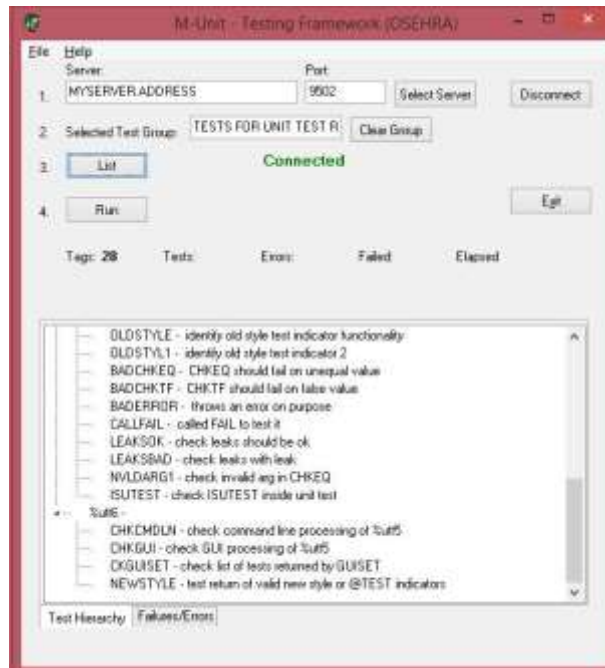 M-Unit - Testing Framework (OSEHRA)
File Help
Server: Port:
1. MYSERVER.ADDRESS 9502 Select Server Disconnect
2. Selected Test Group: TESTS FOR UNIT TEST R Clear Group
3. List Connected
4. Run Exit
Tags: 28 Tests: Errors: Failed: Elapsed
OLDSTYLE - identify old style test indicator functionality
OLDSTYL1 - identify old style test indicator 2
BADCHKEQ - CHKEQ should fail on unequal value
BADCHKTF - CHKTF should fail on false value
BADERROR - throws an error on purpose
CALLFAIL - called FAIL to test it
LEAKSOK - check leaks should be ok
LEAKSBAD - check leaks with leak
NVLDARG1 - check invalid arg in CHKEQ
ISUTEST - check ISUTEST inside unit test
%utt6 -
CHKCMDLN - check command line processing of %utt5
CHKGUI - check GUI processing of %utt5
CKGUISET - check list of tests returned by GUISET
NEWSTYLE - test return of valid new style or @TEST indicators
Test Hierarchy Failures/Errors